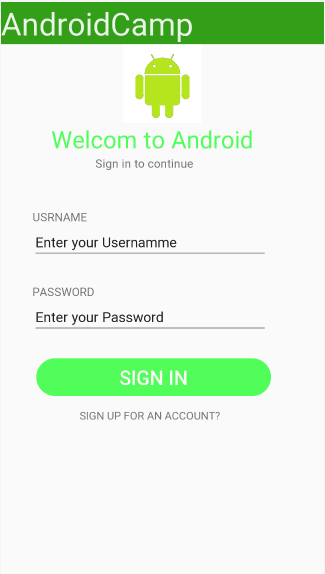 AndroidCamp
Welcom to Android
Sign in to continue
USRNAME
Enter your Usernamme
PASSWORD
Enter your Password
SIGN IN
SIGN UP FOR AN ACCOUNT?